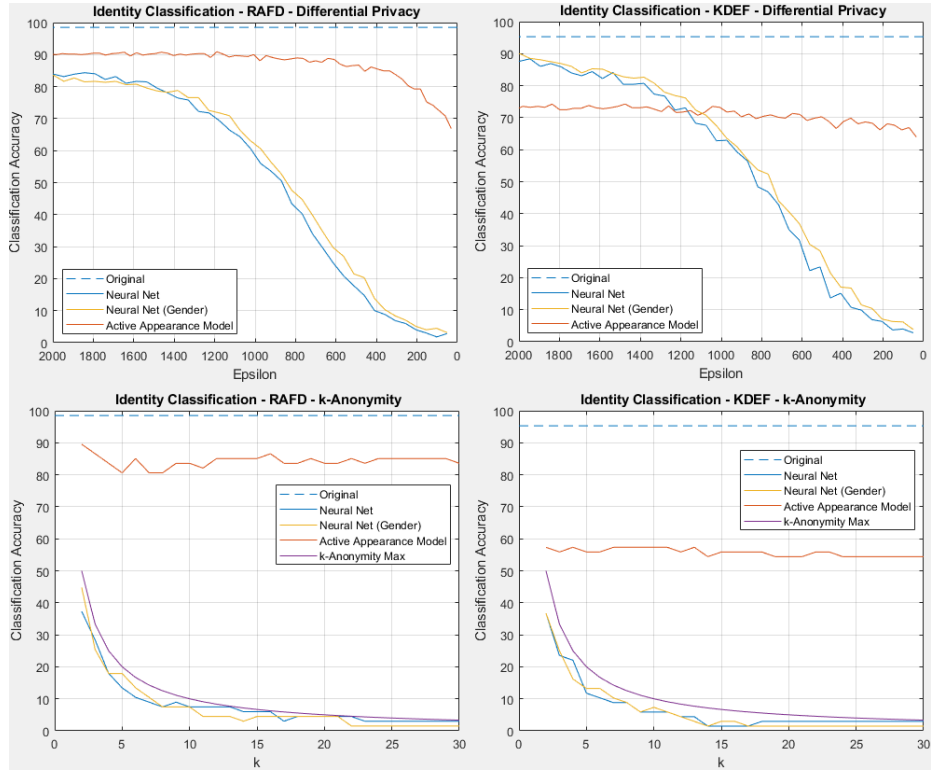 Identity Classification - RAFD - Differential Privacy
100
90
80
70
60
50
40
30
20
10
0
Classification Accuracy
Original
Neural Net
Neural Net (Gender)
Active Appearance Model
2000 1800 1600 1400 1200 1000 800 600 400 200 0
Epsilon
Identity Classification - KDEF - Differential Privacy
100
90
80
70
60
50
40
30
20
10
0
Classification Accuracy
Original
Neural Net
Neural Net (Gender)
Active Appearance Model
2000 1800 1600 1400 1200 1000 800 600 400 200 0
Epsilon
Identity Classification - RAFD - k-Anonymity
100
90
80
70
60
50
40
30
20
10
0
Classification Accuracy
Original
Neural Net
Neural Net (Gender)
Active Appearance Model
k-Anonymity Max
0 5 10 15 20 25 30
k
Identity Classification - KDEF - k-Anonymity
100
90
80
70
60
50
40
30
20
10
0
Classification Accuracy
Original
Neural Net
Neural Net (Gender)
Active Appearance Model
k-Anonymity Max
0 5 10 15 20 25 30
k